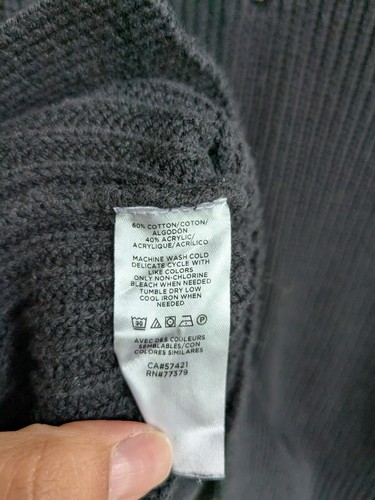 60% COTTON/COTON/
ALGODON
40% ACRYLIC/
ACRYLIQUE/ACRÍLICO
MACHINE WASH COLD
DELICATE CYCLE WITH
LIKE COLORS
ONLY NON-CHLORINE
BLEACH WHEN NEEDED
TUMBLE DRY LOW
COOL IRON WHEN
NEEDED
30 P
AVEC DES COULEURS
SEMBLABLES/CON
COLORES SIMILARES
CA#57421
RN#77379